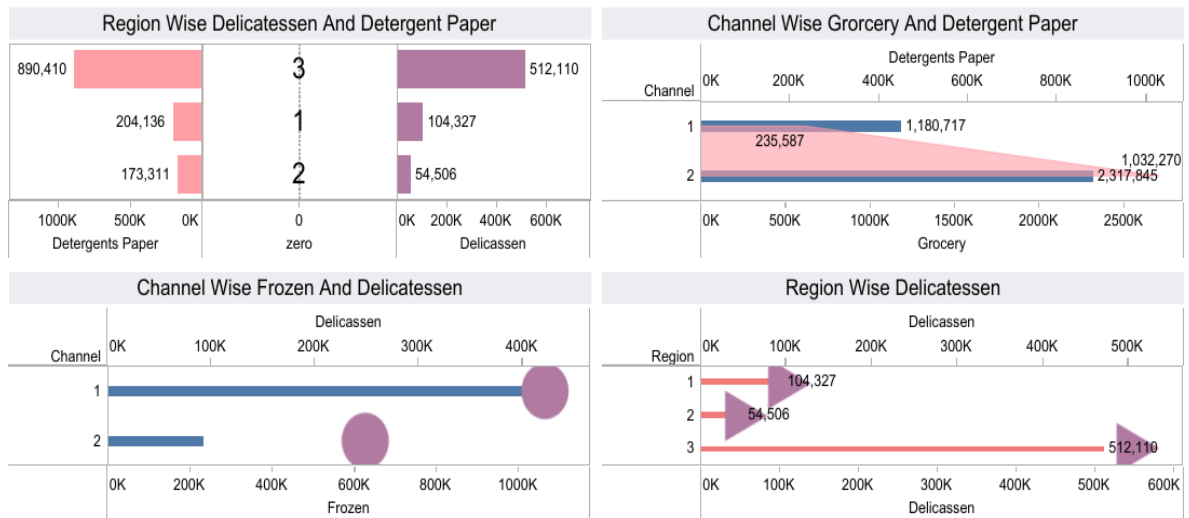 Region Wise Delicatessen And Detergent Paper
890,410 3 512,110
204,136 1 104,327
173,311 2 54,506
1000K 500K 0K 0 0K 200K 400K 600K
Detergents Paper zero Delicassen
Channel Wise Grorcery And Detergent Paper
Detergents Paper
0K 200K 400K 600K 800K 1000K
Channel
1 1,180,717
235,587
1,032,270
2 2,317,845
0K 500K 1000K 1500K 2000K 2500K
Grocery
Channel Wise Frozen And Delicatessen
Delicassen
0K 100K 200K 300K 400K
Channel
1
2
0K 200K 400K 600K 800K 1000K
Frozen
Region Wise Delicatessen
Delicassen
0K 100K 200K 300K 400K 500K
Region
1 104,327
2 54,506
3 512,110
0K 100K 200K 300K 400K 500K 600K
Delicassen